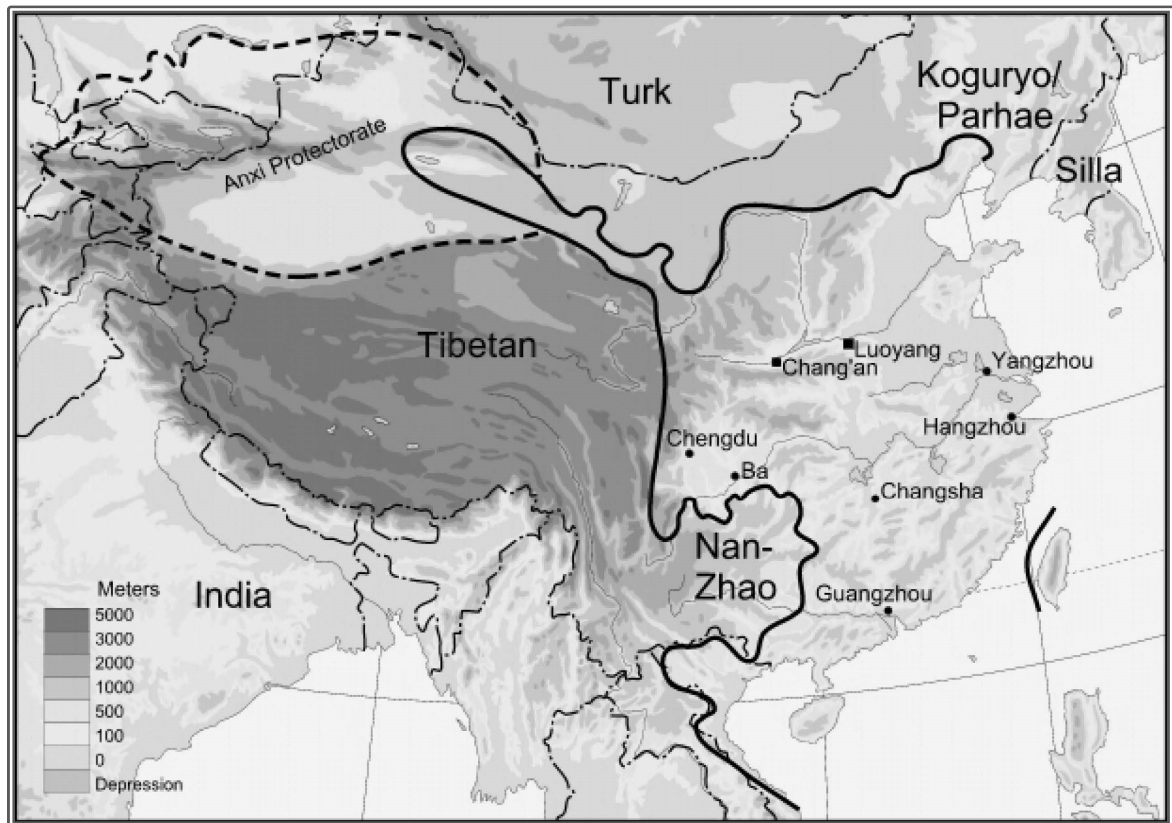 Turk
Koguryo/
Parhae
Silla
Anxi Protectorate
Tibetan
Luoyang
Chang'an
Yangzhou
Hangzhou
Chengdu
Ba
Changsha
Nan-
Zhao
Guangzhou
India
Meters
5000
3000
2000
1000
500
100
0
Depression